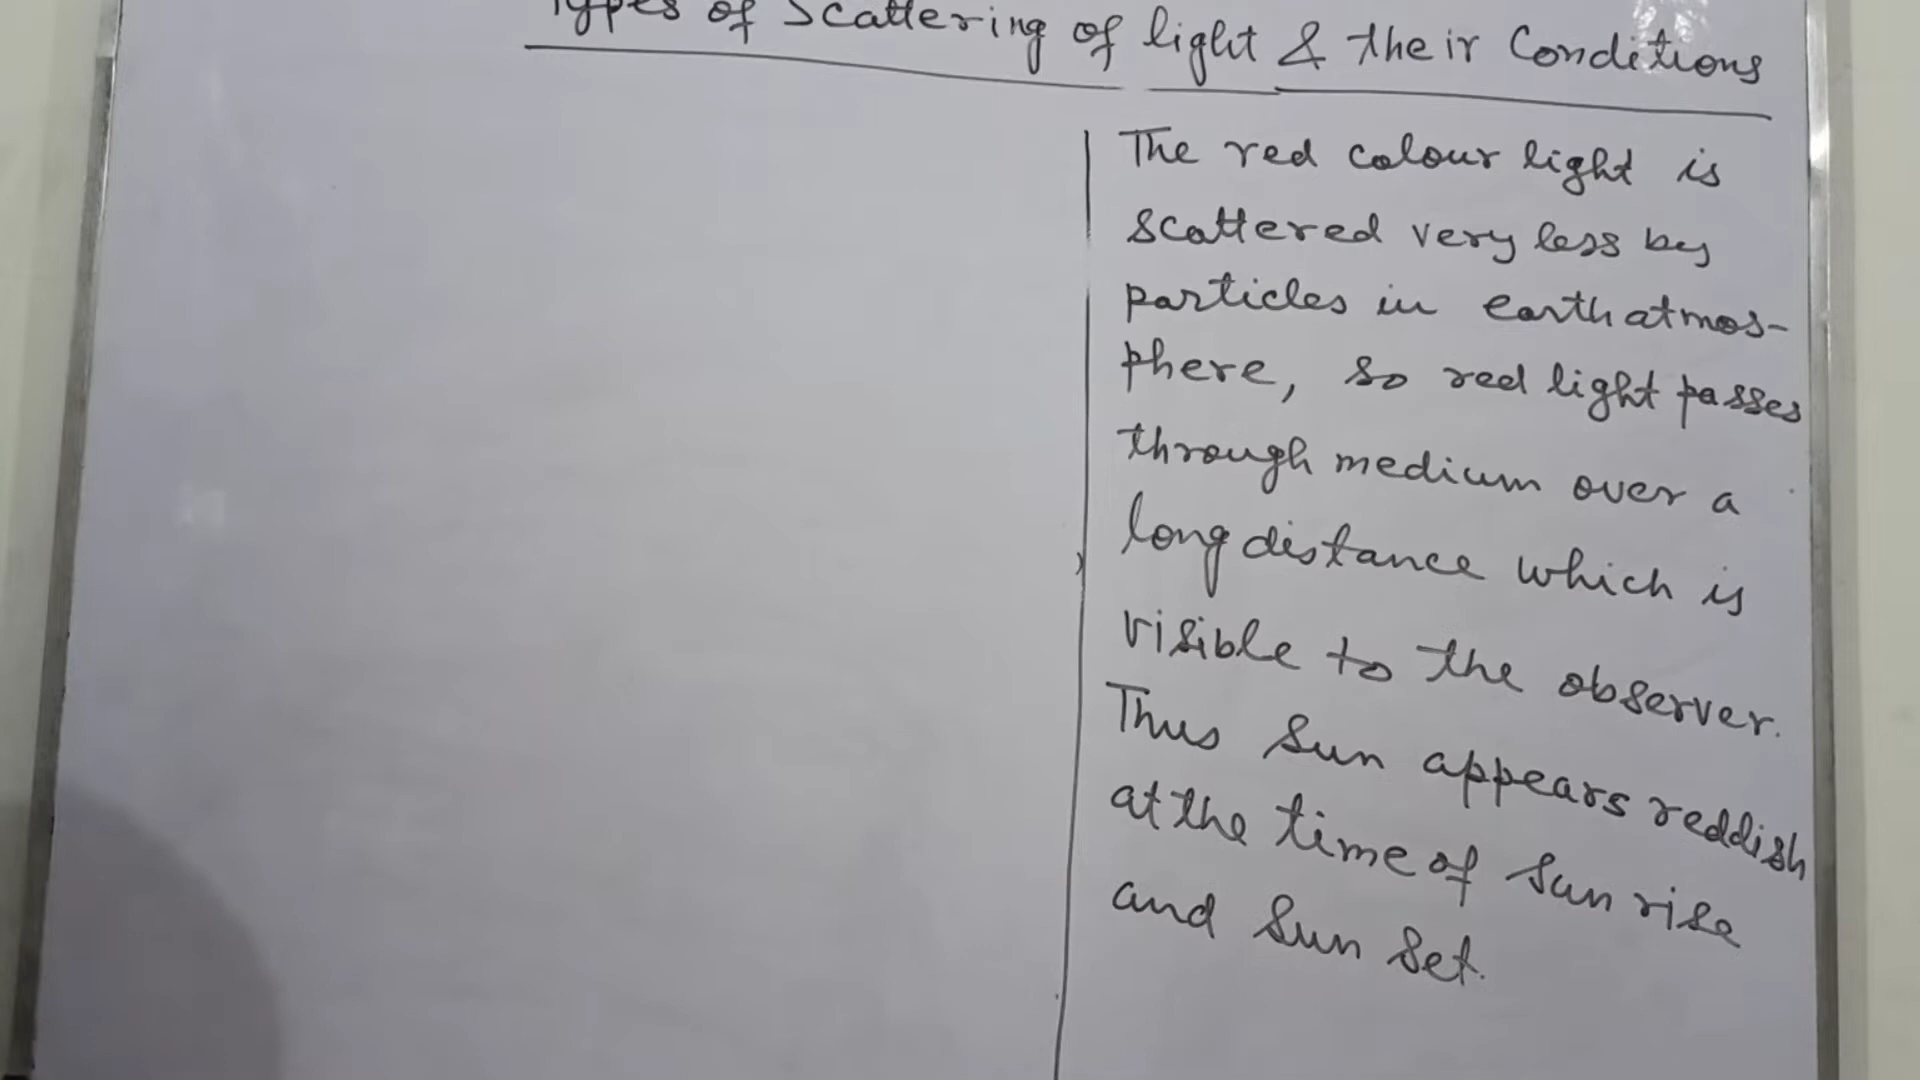 Types of Scattering of light & their Conditions
The red colour light is
scattered very less by
particles in earth atmos-
phere, so red light passes
through medium over a
long distance which is
visible to the observer.
Thus Sun appears reddish
at the time of Sun rise
and Sun Set.